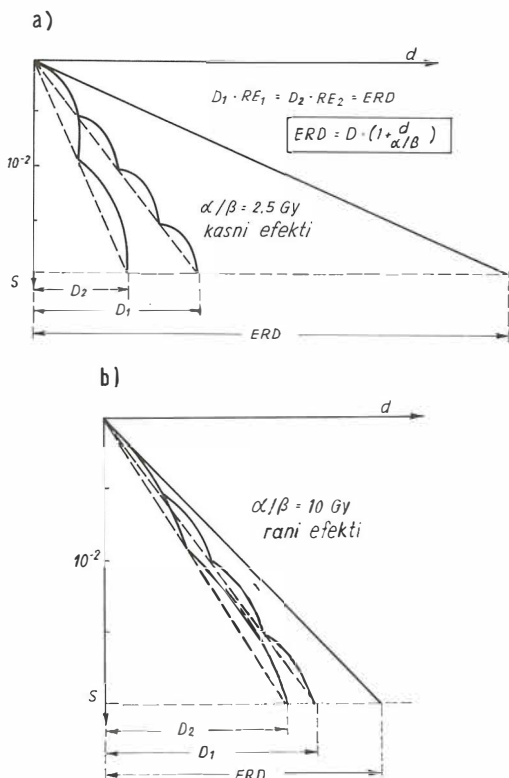 a)
d
D₁ · RE₁ = D₂ · RE₂ = ERD
ERD = D · (1 + d / α/β)
10⁻²
α/β = 2.5 Gy
kasni efekti
S
D₂
D₁
ERD
b)
d
α/β = 10 Gy
rani efekti
10⁻²
S
D₂
D₁
ERD